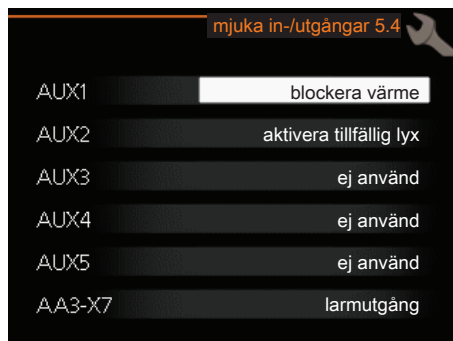 mjuka in-/utgångar 5.4
AUX1 blockera värme
AUX2 aktivera tillfällig lyx
AUX3 ej använd
AUX4 ej använd
AUX5 ej använd
AA3-X7 larmutgång